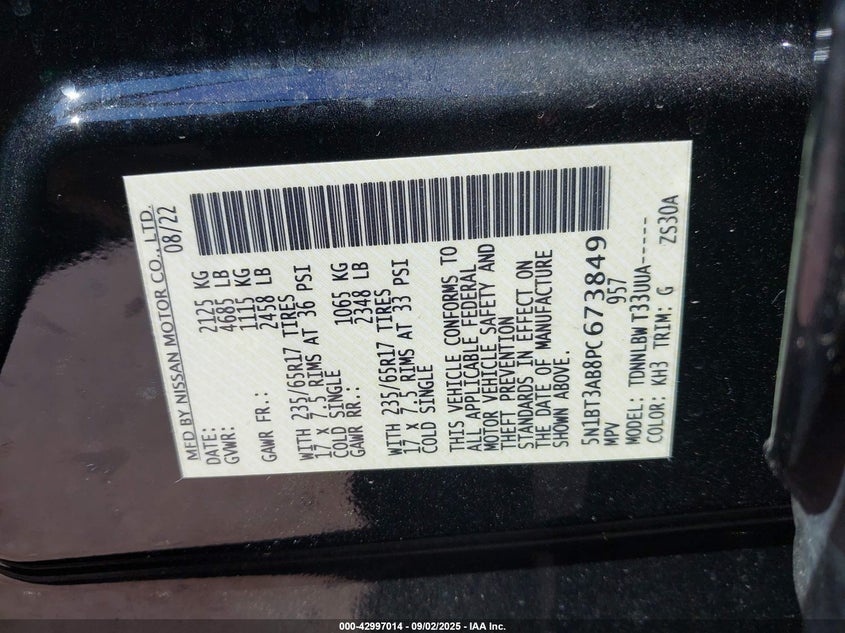 MFD BY NISSAN MOTOR CO., LTD.
DATE: 08/22
GVWR: 2125 KG
4685 LB
GAWR FR.: 1115 KG
2458 LB
WITH 235/65R17 TIRES
17 X 7.5 RIMS AT 36 PSI
COLD SINGLE
GAWR RR.: 1065 KG
2348 LB
WITH 235/65R17 TIRES
17 X 7.5 RIMS AT 33 PSI
COLD SINGLE
THIS VEHICLE CONFORMS TO
ALL APPLICABLE FEDERAL
MOTOR VEHICLE SAFETY AND
THEFT PREVENTION
STANDARDS IN EFFECT ON
THE DATE OF MANUFACTURE
SHOWN ABOVE.
5N1BT3AB8PC673849
MPV 957
MODEL: TDNNLBW T33UUA-----
COLOR: KH3 TRIM: G ZS30A
000-42997014 - 09/02/2025 - IAA Inc.